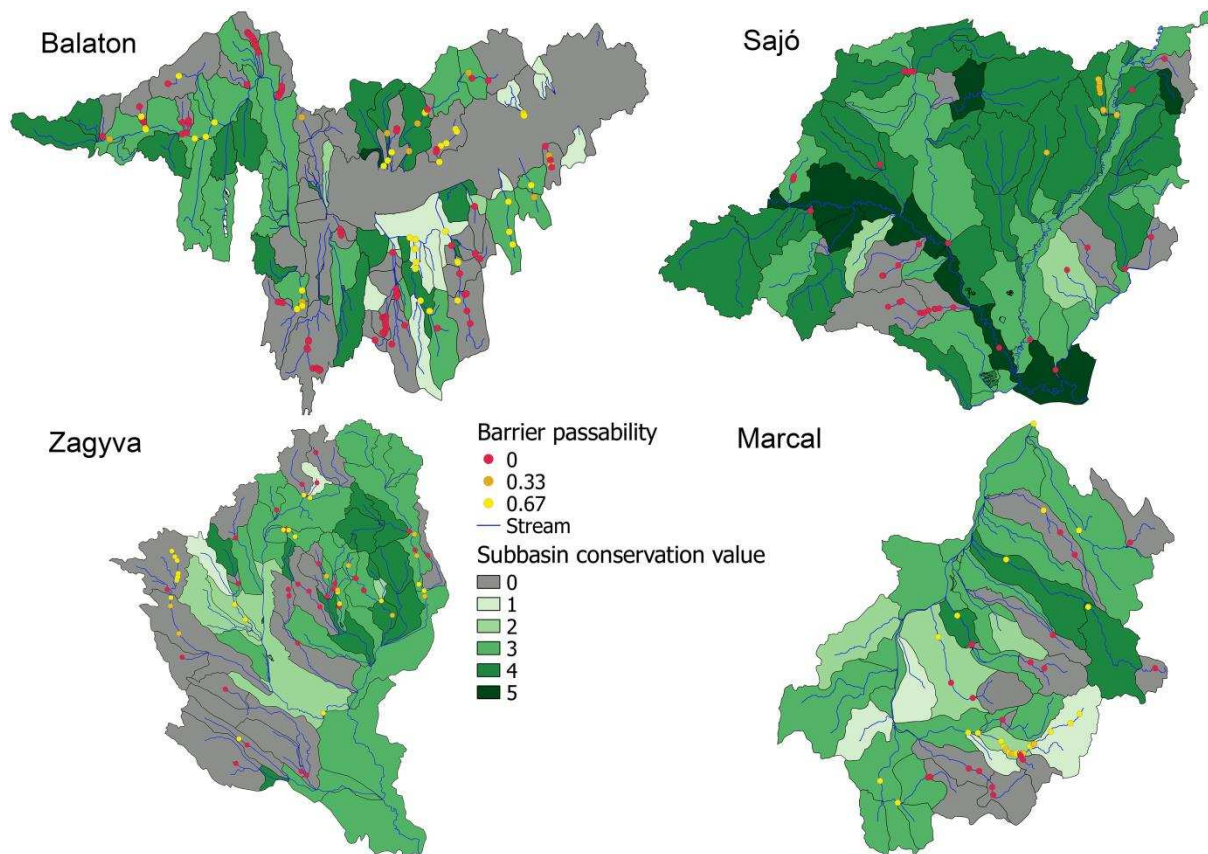 Balaton
Sajó
Zagyva
Marcal
Barrier passability
0
0.33
0.67
Stream
Subbasin conservation value
0
1
2
3
4
5